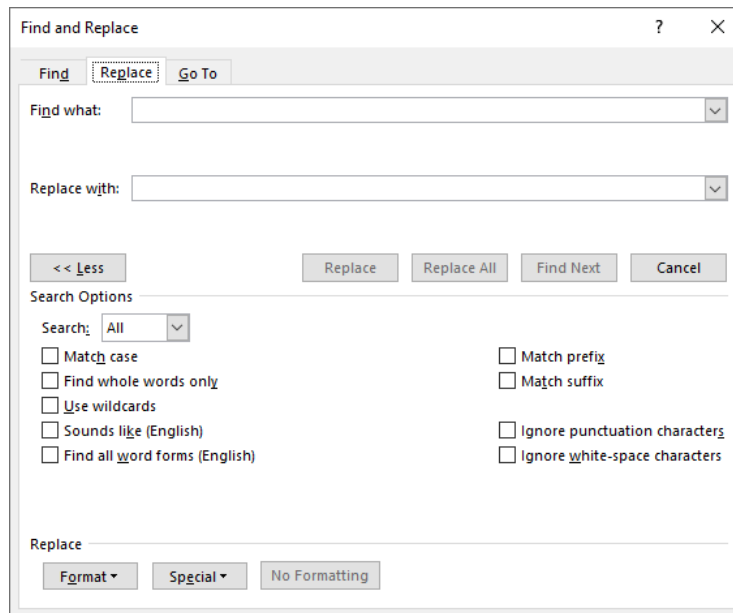 Find and Replace ?
Find Replace Go To
Find what:
Replace with:
<< Less Replace Replace All Find Next Cancel
Search Options
Search: All
Match case Match prefix
Find whole words only Match suffix
Use wildcards
Sounds like (English) Ignore punctuation characters
Find all word forms (English) Ignore white-space characters
Replace
Format Special No Formatting